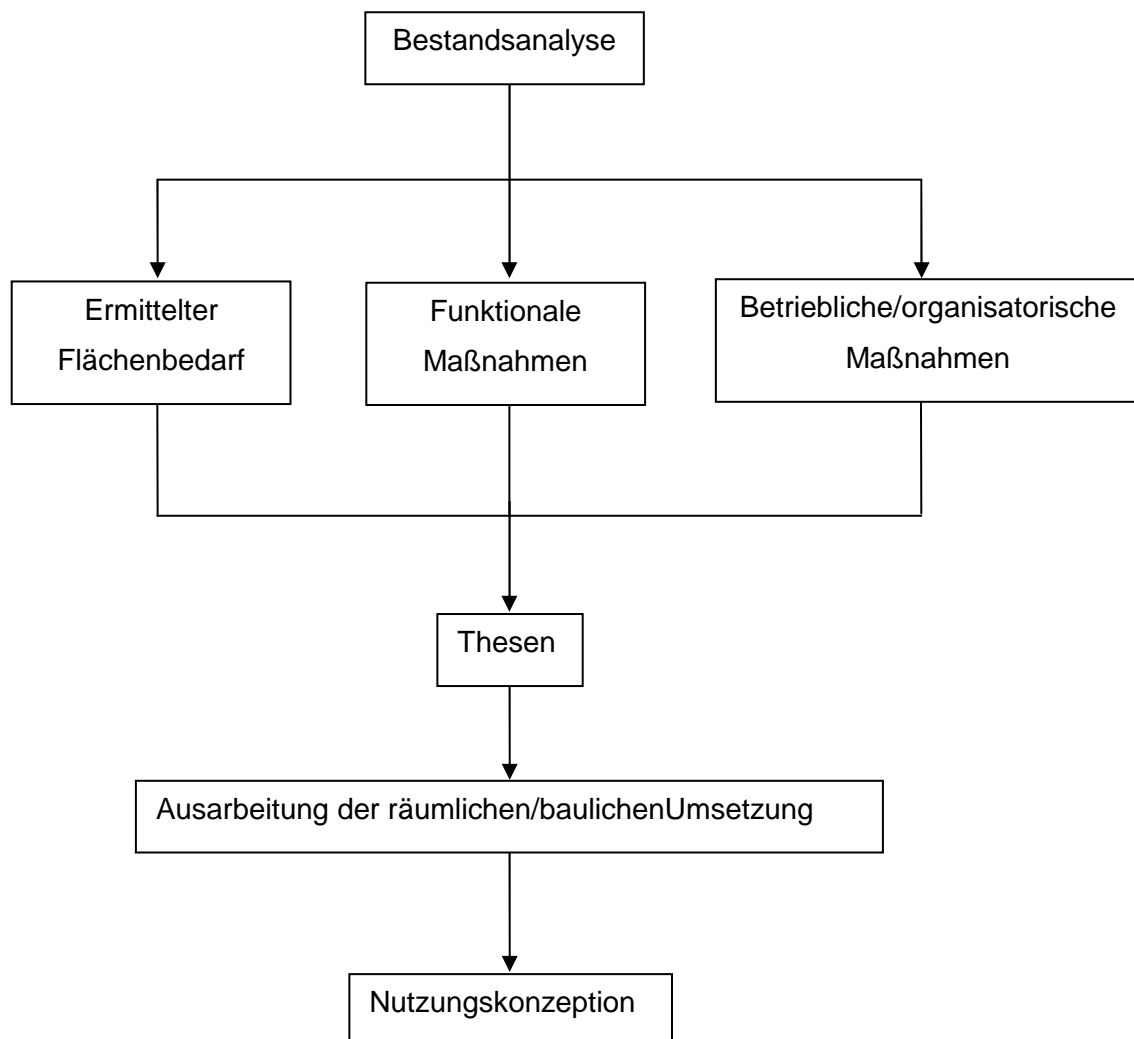 Bestandsanalyse
Ermittelter
Flächenbedarf
Funktionale
Maßnahmen
Betriebliche/organisatorische
Maßnahmen
Thesen
Ausarbeitung der räumlichen/baulichenUmsetzung
Nutzungskonzeption